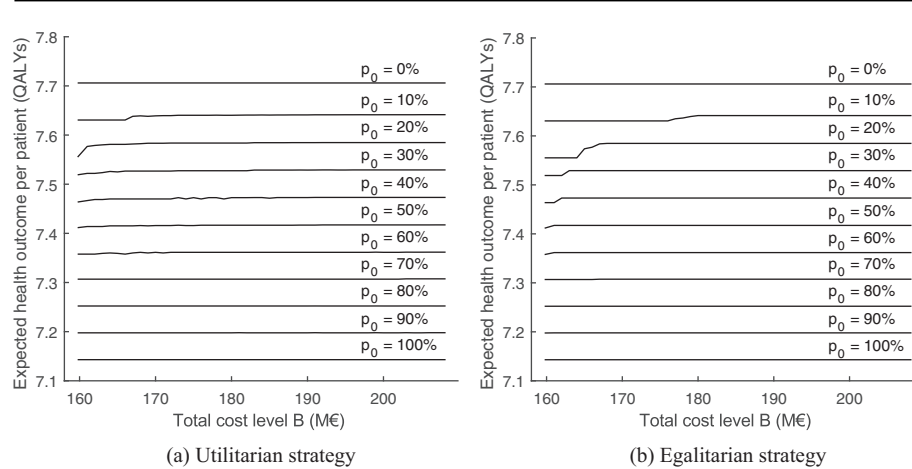 Expected health outcome per patient (QALYs)
7.8
7.7
7.6
7.5
7.4
7.3
7.2
7.1
p0 = 0%
p0 = 10%
p0 = 20%
p0 = 30%
p0 = 40%
p0 = 50%
p0 = 60%
p0 = 70%
p0 = 80%
p0 = 90%
p0 = 100%
160 170 180 190 200
Total cost level B (M€)
(a) Utilitarian strategy
Expected health outcome per patient (QALYs)
7.8
7.7
7.6
7.5
7.4
7.3
7.2
7.1
p0 = 0%
p0 = 10%
p0 = 20%
p0 = 30%
p0 = 40%
p0 = 50%
p0 = 60%
p0 = 70%
p0 = 80%
p0 = 90%
p0 = 100%
160 170 180 190 200
Total cost level B (M€)
(b) Egalitarian strategy